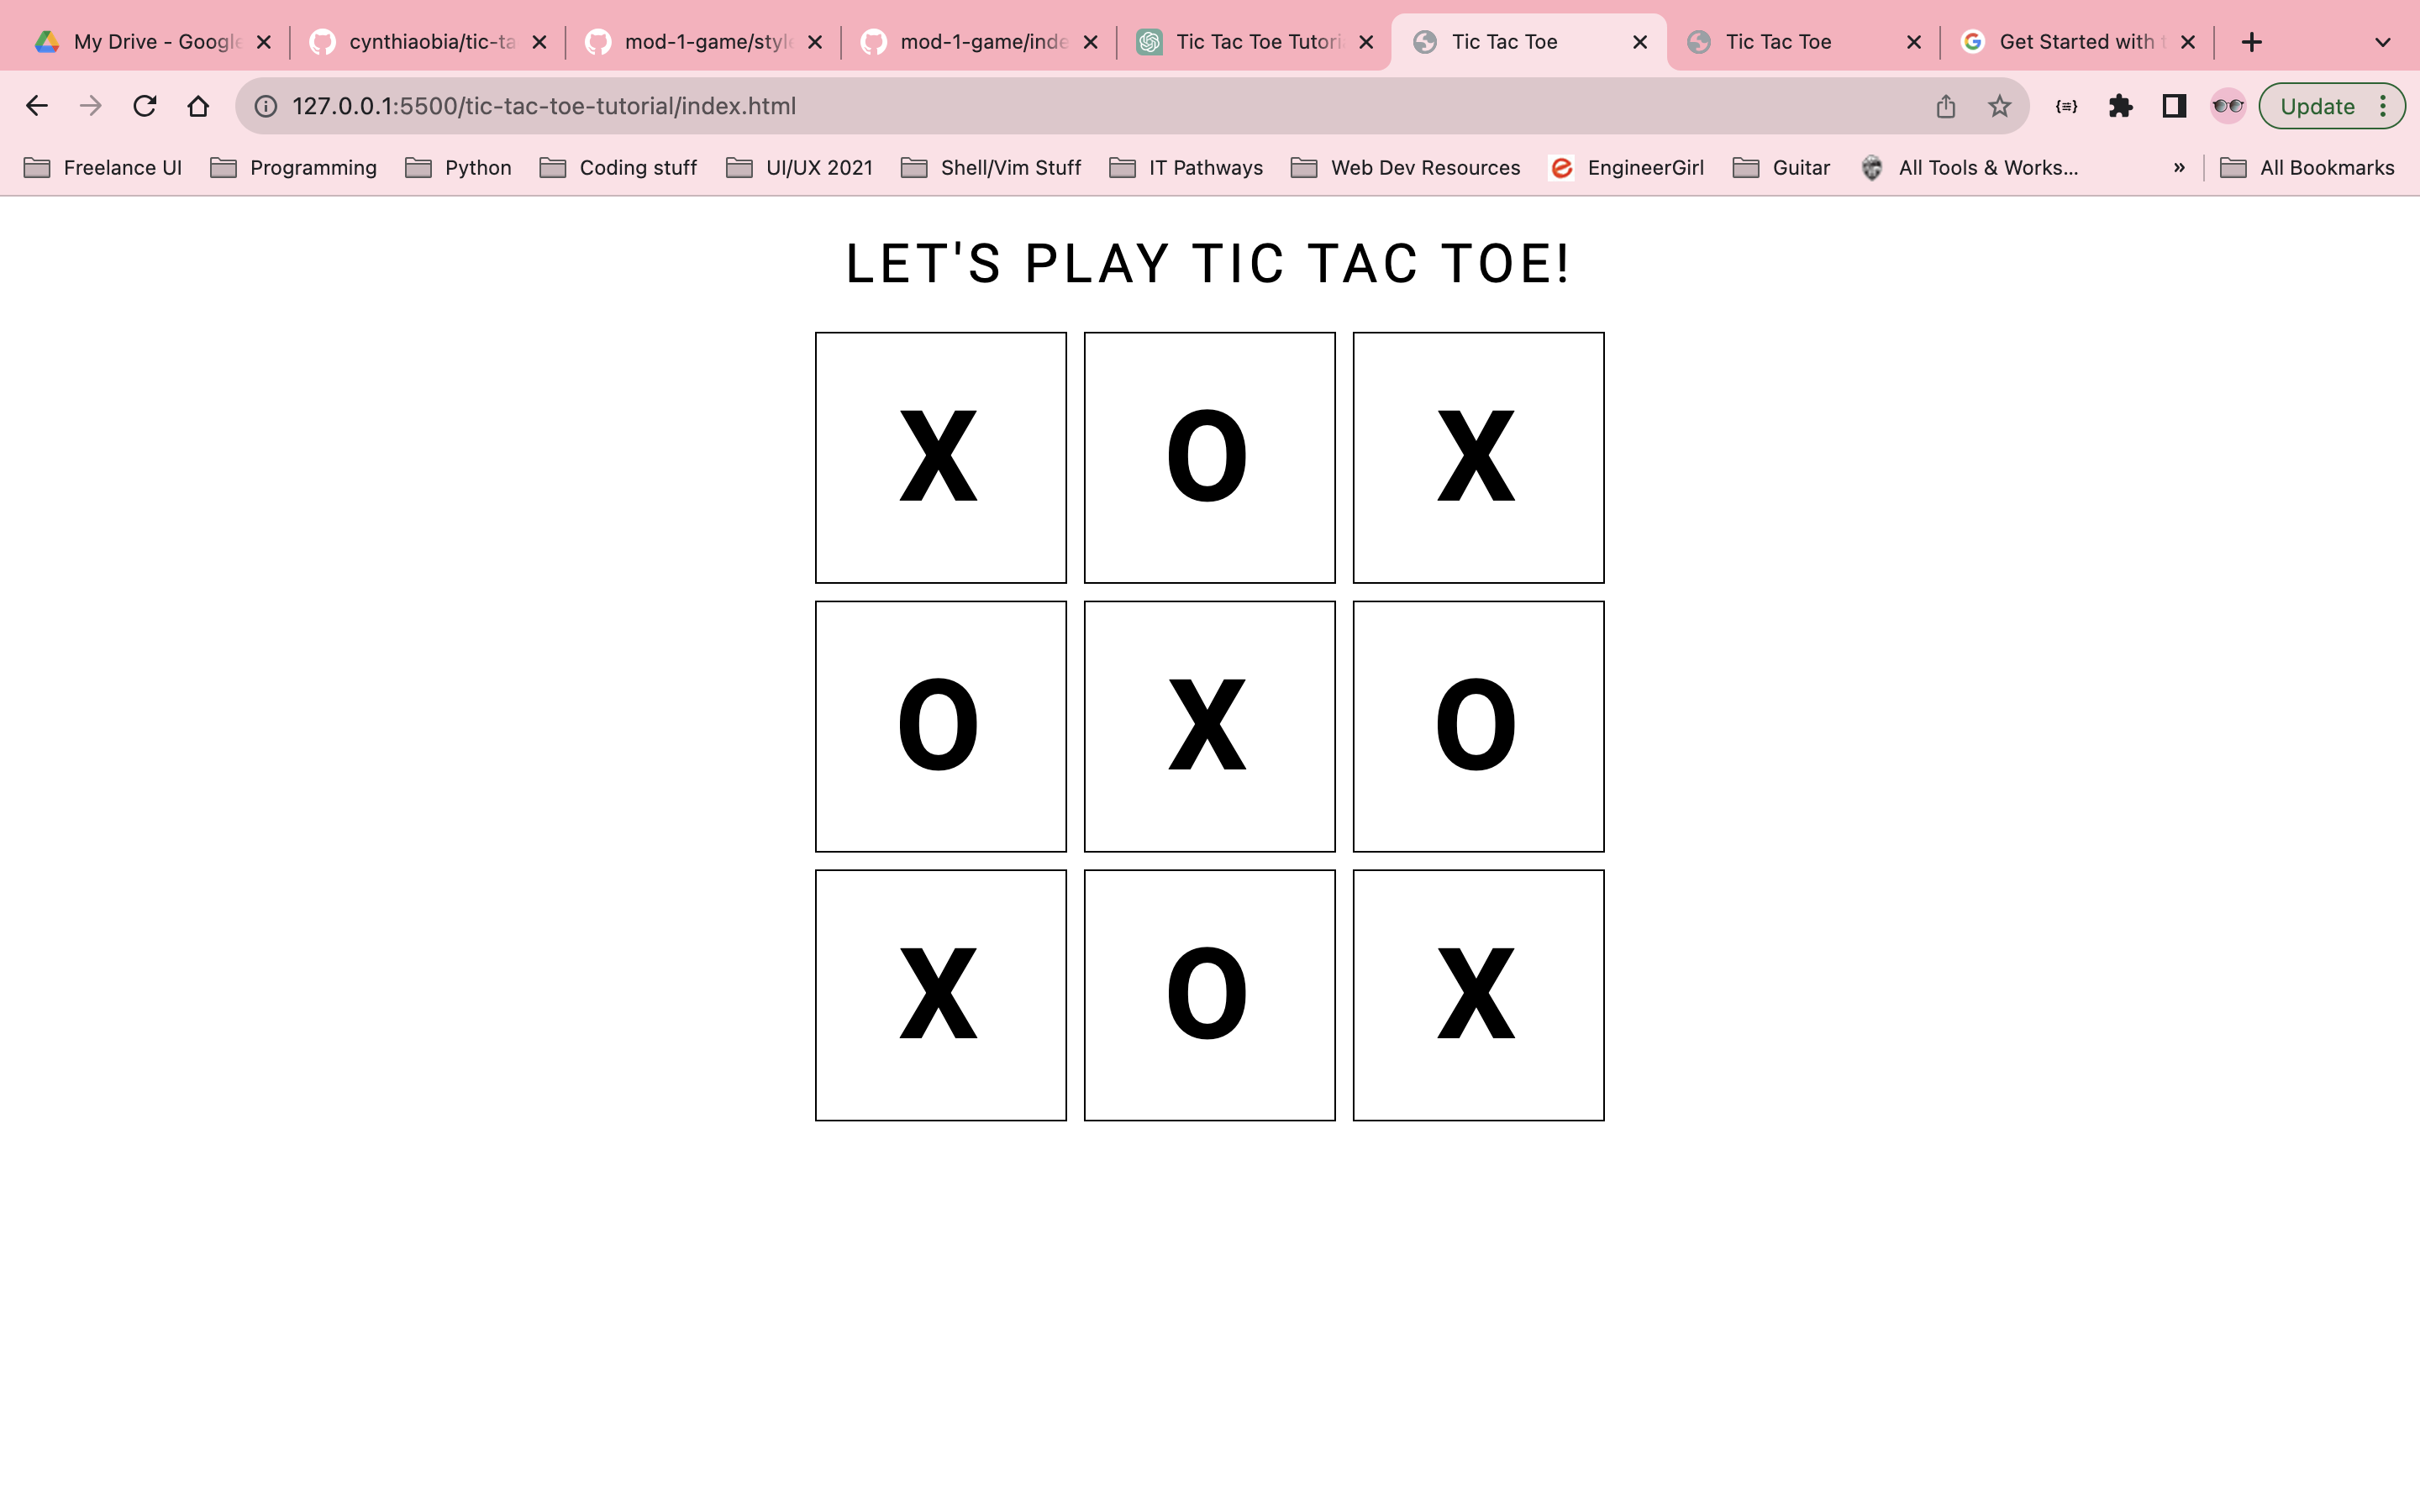 My Drive - Google
cynthiaobia/tic-ta
mod-1-game/style
mod-1-game/inde
Tic Tac Toe Tutori
Tic Tac Toe
Tic Tac Toe
Get Started with t
127.0.0.1:5500/tic-tac-toe-tutorial/index.html
Update
Freelance UI
Programming
Python
Coding stuff
UI/UX 2021
Shell/Vim Stuff
IT Pathways
Web Dev Resources
EngineerGirl
Guitar
All Tools & Works...
»
All Bookmarks
LET'S PLAY TIC TAC TOE!
X O X
O X O
X O X